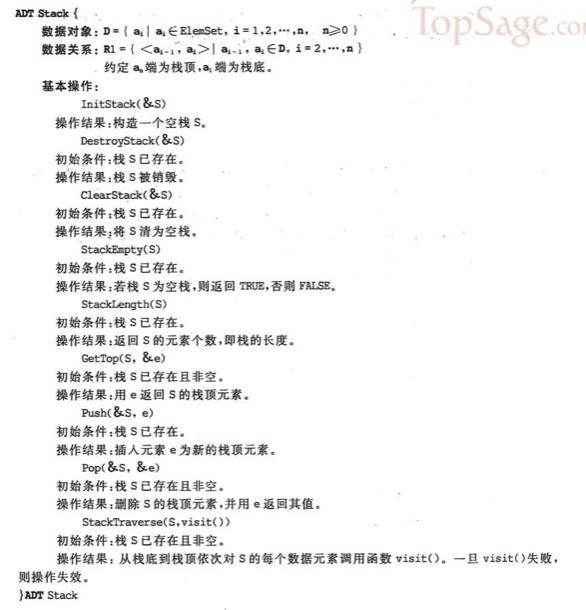 TopSage.co
ADT Stack {
数据对象：D = { aᵢ | aᵢ ∈ ElemSet, i = 1,2,⋯,n, n⩾0 }
数据关系：R1 = { < aᵢ₋₁, aᵢ > | aᵢ₋₁, aᵢ ∈ D, i = 2,⋯,n }
约定 aₙ 端为栈顶,aᵢ 端为栈底。
基本操作：
InitStack(&S)
操作结果：构造一个空栈 S。
DestroyStack(&S)
初始条件：栈 S 已存在。
操作结果：栈 S 被销毁。
ClearStack(&S)
初始条件：栈 S 已存在。
操作结果：将 S 清为空栈。
StackEmpty(S)
初始条件：栈 S 已存在。
操作结果：若栈 S 为空栈,则返回 TRUE,否则 FALSE。
StackLength(S)
初始条件：栈 S 已存在。
操作结果：返回 S 的元素个数,即栈的长度。
GetTop(S, &e)
初始条件：栈 S 已存在且非空。
操作结果：用 e 返回 S 的栈顶元素。
Push(&S, e)
初始条件：栈 S 已存在。
操作结果：插入元素 e 为新的栈顶元素。
Pop(&S, &e)
初始条件：栈 S 已存在且非空。
操作结果：删除 S 的栈顶元素,并用 e 返回其值。
StackTraverse(S,visit())
初始条件：栈 S 已存在且非空。
操作结果：从栈底到栈顶依次对 S 的每个数据元素调用函数 visit()。一旦 visit()失败,
则操作失效。
}ADT Stack